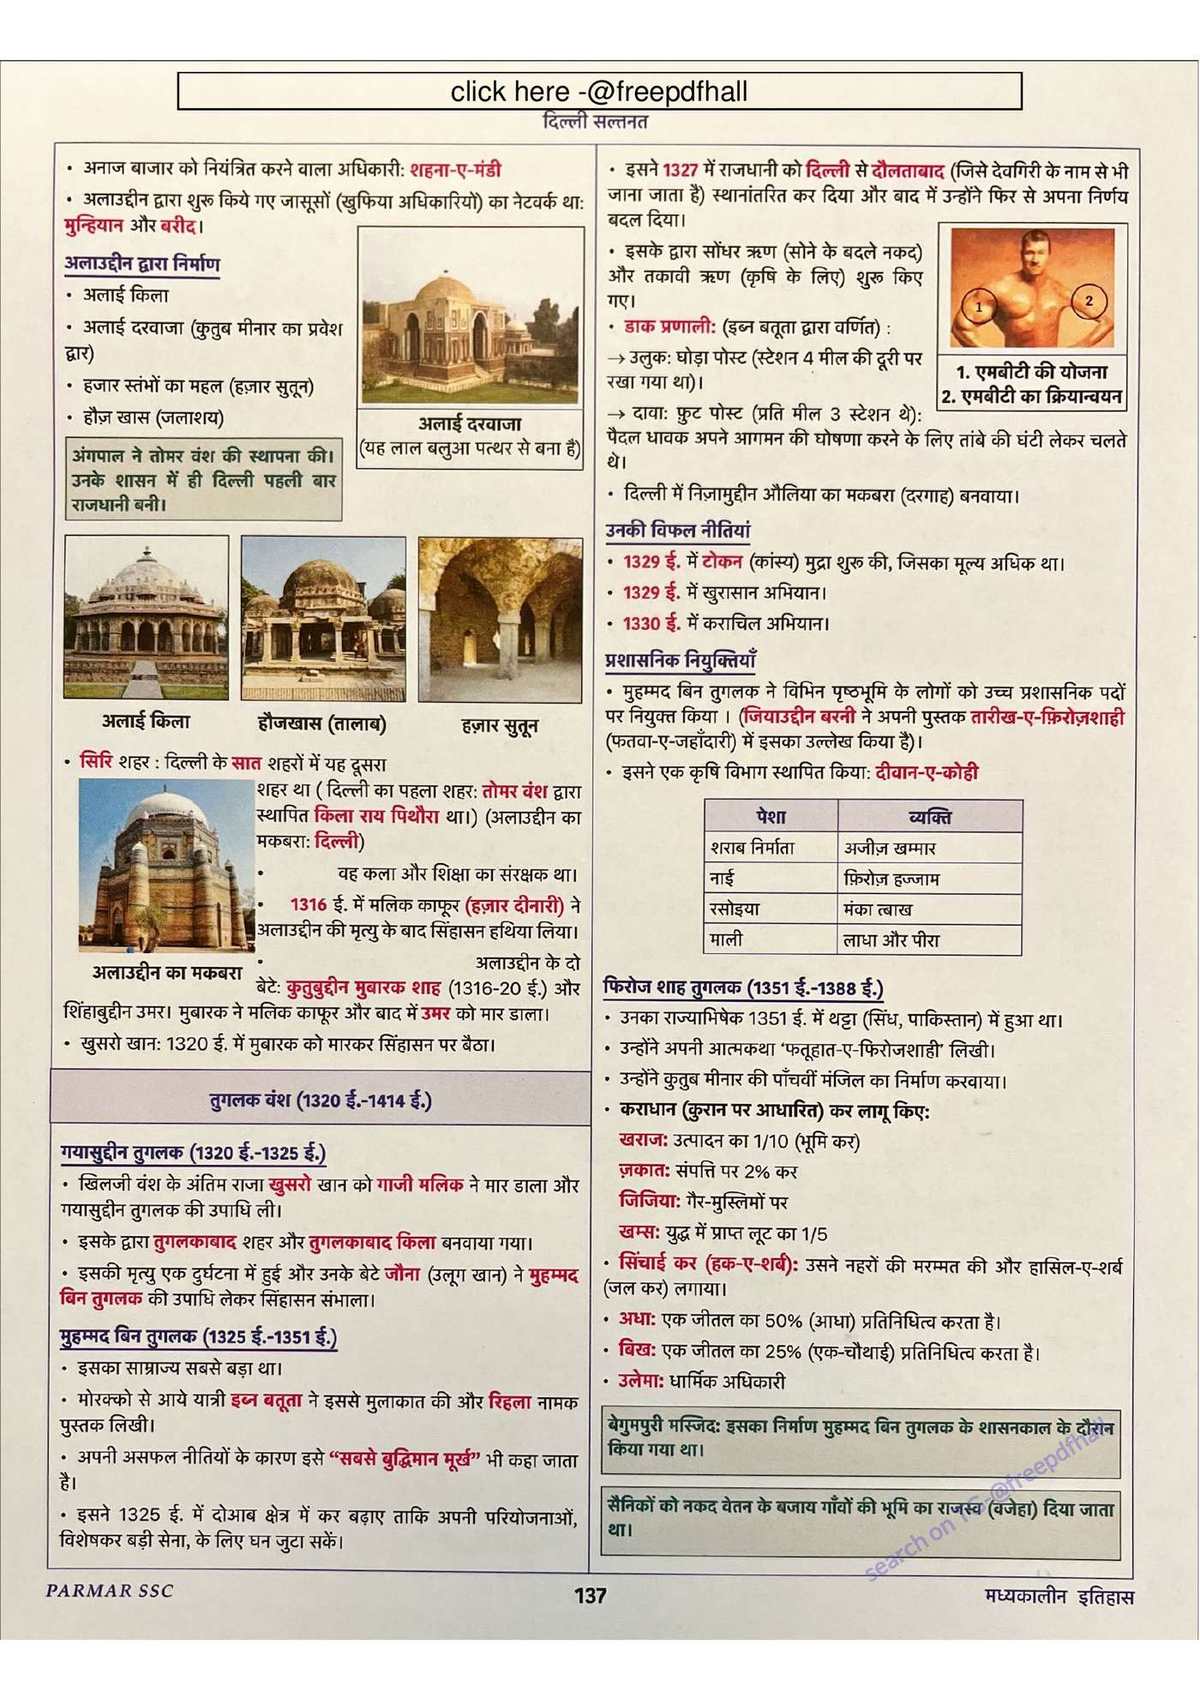 click here -@freepdfhall
दिल्ली सल्तनत
• अनाज बाजार को नियंत्रित करने वाला अधिकारी: शहना-ए-मंडी
• अलाउद्दीन द्वारा शुरू किये गए जासूसों (खुफिया अधिकारियों) का नेटवर्क था:
मुन्हियान और बरीद।
अलाउद्दीन द्वारा निर्माण
• अलाई किला
• अलाई दरवाजा (कुतुब मीनार का प्रवेश
द्वार)
• हजार स्तंभों का महल (हज़ार सुतून)
• हौज़ खास (जलाशय)
अलाई दरवाजा
(यह लाल बलुआ पत्थर से बना है)
अंगपाल ने तोमर वंश की स्थापना की।
उनके शासन में ही दिल्ली पहली बार
राजधानी बनी।
अलाई किला
हौजखास (तालाब)
हज़ार सुतून
• सिरि शहर : दिल्ली के सात शहरों में यह दूसरा
शहर था ( दिल्ली का पहला शहर: तोमर वंश द्वारा
स्थापित किला राय पिथौरा था।) (अलाउद्दीन का
मकबरा: दिल्ली)
• वह कला और शिक्षा का संरक्षक था।
• 1316 ई. में मलिक काफूर (हज़ार दीनारी) ने
अलाउद्दीन की मृत्यु के बाद सिंहासन हथिया लिया।
अलाउद्दीन का मकबरा
• अलाउद्दीन के दो
बेटे: कुतुबुद्दीन मुबारक शाह (1316-20 ई.) और
शिंहाबुद्दीन उमर। मुबारक ने मलिक काफूर और बाद में उमर को मार डाला।
• खुसरो खान: 1320 ई. में मुबारक को मारकर सिंहासन पर बैठा।
तुगलक वंश (1320 ई.-1414 ई.)
गयासुद्दीन तुगलक (1320 ई.-1325 ई.)
• खिलजी वंश के अंतिम राजा खुसरो खान को गाजी मलिक ने मार डाला और
गयासुद्दीन तुगलक की उपाधि ली।
• इसके द्वारा तुगलकाबाद शहर और तुगलकाबाद किला बनवाया गया।
• इसकी मृत्यु एक दुर्घटना में हुई और उनके बेटे जौना (उलूग खान) ने मुहम्मद
बिन तुगलक की उपाधि लेकर सिंहासन संभाला।
मुहम्मद बिन तुगलक (1325 ई.-1351 ई.)
• इसका साम्राज्य सबसे बड़ा था।
• मोरक्को से आये यात्री इब्न बतूता ने इससे मुलाकात की और रिहला नामक
पुस्तक लिखी।
• अपनी असफल नीतियों के कारण इसे “सबसे बुद्धिमान मूर्ख” भी कहा जाता
है।
• इसने 1325 ई. में दोआब क्षेत्र में कर बढ़ाए ताकि अपनी परियोजनाओं,
विशेषकर बड़ी सेना, के लिए घन जुटा सकें।
• इसने 1327 में राजधानी को दिल्ली से दौलताबाद (जिसे देवगिरी के नाम से भी
जाना जाता है) स्थानांतरित कर दिया और बाद में उन्होंने फिर से अपना निर्णय
बदल दिया।
• इसके द्वारा सोंधर ऋण (सोने के बदले नकद)
और तकावी ऋण (कृषि के लिए) शुरू किए
गए।
• डाक प्रणाली: (इब्न बतूता द्वारा वर्णित) :
→ उलुक: घोड़ा पोस्ट (स्टेशन 4 मील की दूरी पर
रखा गया था)।
1
2
1. एमबीटी की योजना
2. एमबीटी का क्रियान्वयन
→ दावा: फ़ुट पोस्ट (प्रति मील 3 स्टेशन थे):
पैदल धावक अपने आगमन की घोषणा करने के लिए तांबे की घंटी लेकर चलते
थे।
• दिल्ली में निज़ामुद्दीन औलिया का मकबरा (दरगाह) बनवाया।
उनकी विफल नीतियां
• 1329 ई. में टोकन (कांस्य) मुद्रा शुरू की, जिसका मूल्य अधिक था।
• 1329 ई. में खुरासान अभियान।
• 1330 ई. में कराचिल अभियान।
प्रशासनिक नियुक्तियाँ
• मुहम्मद बिन तुगलक ने विभिन पृष्ठभूमि के लोगों को उच्च प्रशासनिक पदों
पर नियुक्त किया । (जियाउद्दीन बरनी ने अपनी पुस्तक तारीख-ए-फ़िरोज़शाही
(फतवा-ए-जहाँदारी) में इसका उल्लेख किया है)।
• इसने एक कृषि विभाग स्थापित किया: दीवान-ए-कोही
पेशा व्यक्ति
शराब निर्माता अजीज़ खम्मार
नाई फ़िरोज़ हज्जाम
रसोइया मंका त्बाख
माली लाधा और पीरा
फिरोज शाह तुगलक (1351 ई.-1388 ई.)
• उनका राज्याभिषेक 1351 ई. में थट्टा (सिंध, पाकिस्तान) में हुआ था।
• उन्होंने अपनी आत्मकथा ‘फतूहात-ए-फिरोजशाही’ लिखी।
• उन्होंने कुतुब मीनार की पाँचवीं मंजिल का निर्माण करवाया।
• कराधान (कुरान पर आधारित) कर लागू किए:
खराज: उत्पादन का 1/10 (भूमि कर)
ज़कात: संपत्ति पर 2% कर
जिजिया: गैर-मुस्लिमों पर
खम्स: युद्ध में प्राप्त लूट का 1/5
• सिंचाई कर (हक-ए-शर्ब): उसने नहरों की मरम्मत की और हासिल-ए-शर्ब
(जल कर) लगाया।
• अधा: एक जीतल का 50% (आधा) प्रतिनिधित्व करता है।
• बिख: एक जीतल का 25% (एक-चौथाई) प्रतिनिधित्व करता है।
• उलेमा: धार्मिक अधिकारी
बेगुमपुरी मस्जिद: इसका निर्माण मुहम्मद बिन तुगलक के शासनकाल के दौरान
किया गया था।
सैनिकों को नकद वेतन के बजाय गाँवों की भूमि का राजस्व (वजेहा) दिया जाता
था।
search on TG-@freepdfhall
PARMAR SSC
137
मध्यकालीन इतिहास